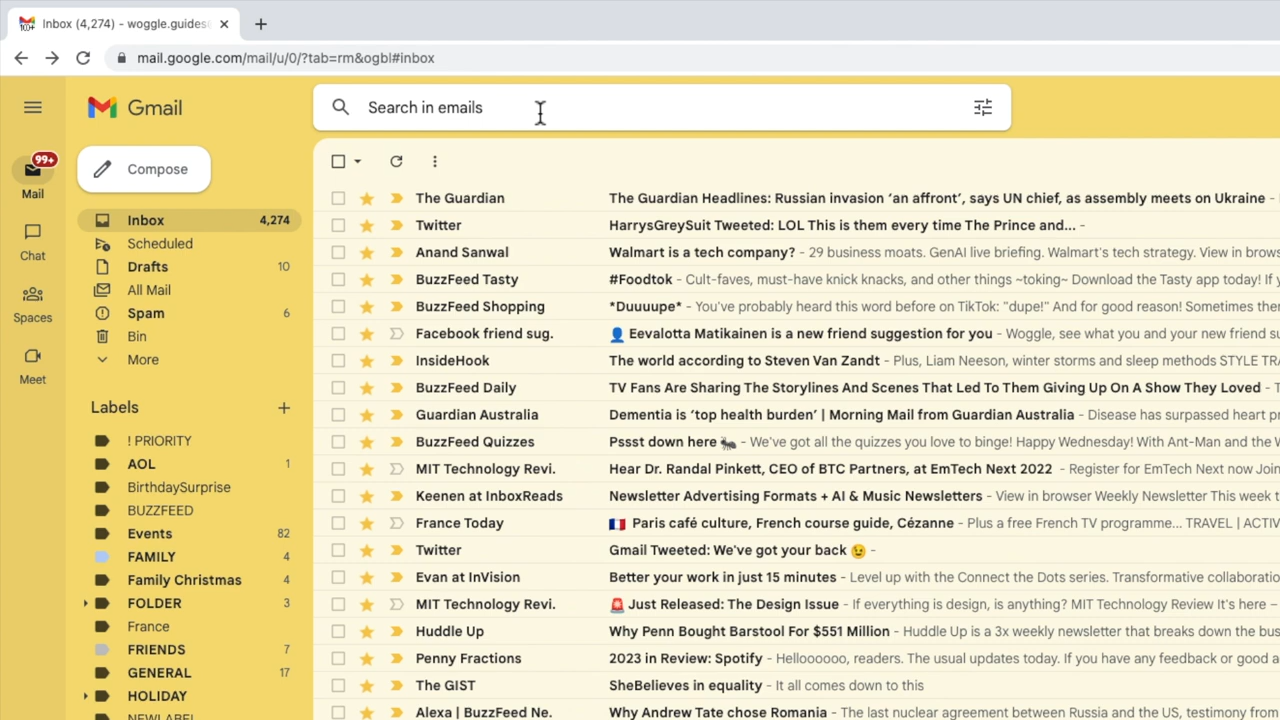 Inbox (4,274) - woggle.guides
mail.google.com/mail/u/0/?tab=rm&ogbl#inbox
Gmail
Search in emails
99+
Mail
Chat
Spaces
Meet
Compose
Inbox 4,274
Scheduled
Drafts 10
All Mail
Spam 6
Bin
More
Labels
! PRIORITY
AOL 1
BirthdaySurprise
BUZZFEED
Events 82
FAMILY 4
Family Christmas 4
FOLDER 3
France
FRIENDS 7
GENERAL 17
HOLIDAY
NEWLABEL
The Guardian The Guardian Headlines: Russian invasion ‘an affront’, says UN chief, as assembly meets on Ukraine -
Twitter HarrysGreySuit Tweeted: LOL This is them every time The Prince and... -
Anand Sanwal Walmart is a tech company? - 29 business moats. GenAI live briefing. Walmart's tech strategy. View in brows
BuzzFeed Tasty #Foodtok - Cult-faves, must-have knick knacks, and other things ~toking~ Download the Tasty app today! If y
BuzzFeed Shopping *Duuuupe* - You've probably heard this word before on TikTok: "dupe!" And for good reason! Sometimes ther
Facebook friend sug. 👤 Eevalotta Matikainen is a new friend suggestion for you - Woggle, see what you and your new friend su
InsideHook The world according to Steven Van Zandt - Plus, Liam Neeson, winter storms and sleep methods STYLE TRA
BuzzFeed Daily TV Fans Are Sharing The Storylines And Scenes That Led To Them Giving Up On A Show They Loved - T
Guardian Australia Dementia is ‘top health burden’ | Morning Mail from Guardian Australia - Disease has surpassed heart pr
BuzzFeed Quizzes Pssst down here 🐜 - We've got all the quizzes you love to binge! Happy Wednesday! With Ant-Man and the W
MIT Technology Revi. Hear Dr. Randal Pinkett, CEO of BTC Partners, at EmTech Next 2022 - Register for EmTech Next now Join
Keenen at InboxReads Newsletter Advertising Formats + AI & Music Newsletters - View in browser Weekly Newsletter This week t
France Today 🇫🇷 Paris café culture, French course guide, Cézanne - Plus a free French TV programme... TRAVEL | ACTIV
Twitter Gmail Tweeted: We've got your back 😉 -
Evan at InVision Better your work in just 15 minutes - Level up with the Connect the Dots series. Transformative collaboratio
MIT Technology Revi. 🚨 Just Released: The Design Issue - If everything is design, is anything? MIT Technology Review It's here –
Huddle Up Why Penn Bought Barstool For $551 Million - Huddle Up is a 3x weekly newsletter that breaks down the bus
Penny Fractions 2023 in Review: Spotify - Helloooooo, readers. The usual updates today. If you have any feedback or good a
The GIST SheBelieves in equality - It all comes down to this
Alexa | BuzzFeed Ne. Why Andrew Tate chose Romania - The last nuclear agreement between Russia and the US, testimony from